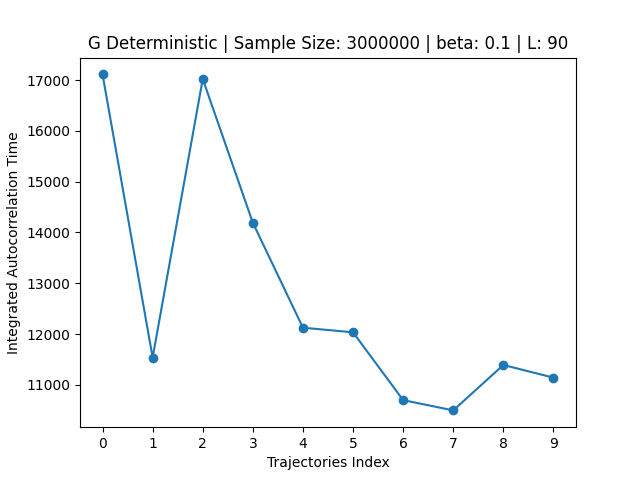 G Deterministic | Sample Size: 3000000 | beta: 0.1 | L: 90
Integrated Autocorrelation Time
17000
16000
15000
14000
13000
12000
11000
0 1 2 3 4 5 6 7 8 9
Trajectories Index